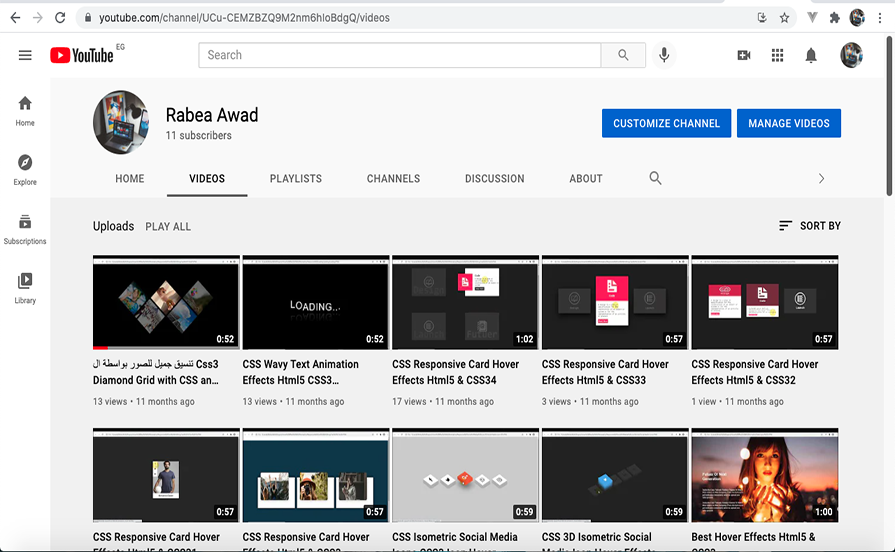 youtube.com/channel/UCu-CEMZBZQ9M2nm6hIoBdgQ/videos
YouTube EG
Search
Home
Explore
Subscriptions
Library
Rabea Awad
11 subscribers
CUSTOMIZE CHANNEL
MANAGE VIDEOS
HOME VIDEOS PLAYLISTS CHANNELS DISCUSSION ABOUT
Uploads PLAY ALL
SORT BY
LOADING...
0:52 0:52 1:02 0:57 0:57
تنسيق جميل للصور بواسطة ال Css3
Diamond Grid with CSS an...
13 views • 11 months ago
CSS Wavy Text Animation
Effects Html5 CSS3...
13 views • 11 months ago
CSS Responsive Card Hover
Effects Html5 & CSS34
17 views • 11 months ago
CSS Responsive Card Hover
Effects Html5 & CSS33
3 views • 11 months ago
CSS Responsive Card Hover
Effects Html5 & CSS32
1 view • 11 months ago
0:57 0:57 0:59 0:59 1:00
CSS Responsive Card Hover
CSS Responsive Card Hover
CSS Isometric Social Media
CSS 3D Isometric Social
Best Hover Effects Html5 &